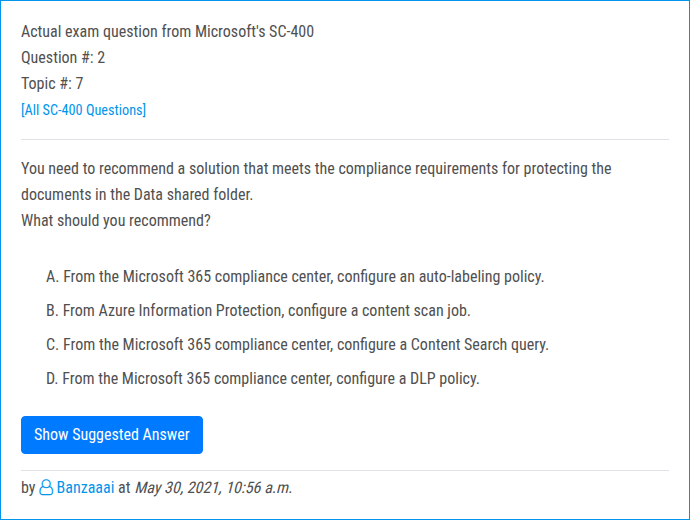 Actual exam question from Microsoft's SC-400
Question #: 2
Topic #: 7
[All SC-400 Questions]
You need to recommend a solution that meets the compliance requirements for protecting the
documents in the Data shared folder.
What should you recommend?
A. From the Microsoft 365 compliance center, configure an auto-labeling policy.
B. From Azure Information Protection, configure a content scan job.
C. From the Microsoft 365 compliance center, configure a Content Search query.
D. From the Microsoft 365 compliance center, configure a DLP policy.
Show Suggested Answer
by Banzaaai at May 30, 2021, 10:56 a.m.